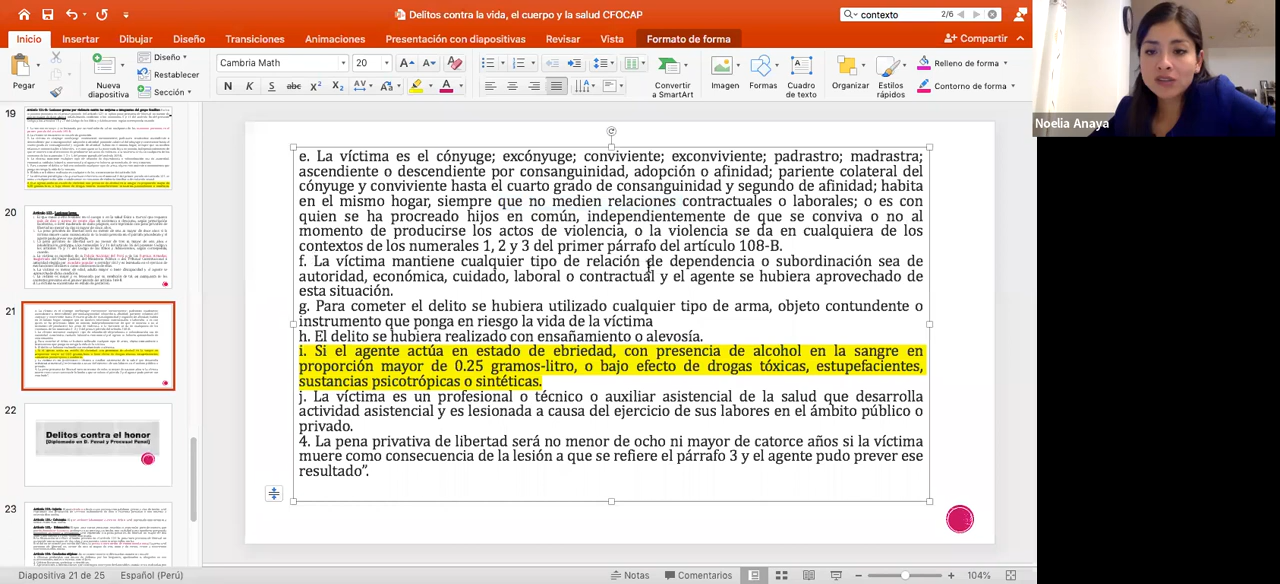 Delitos contra la vida, el cuerpo y la salud CFOCAP
contexto
2/6
Inicio Insertar Dibujar Diseño Transiciones Animaciones Presentación con diapositivas Revisar Vista Formato de forma Compartir
Pegar
Nueva diapositiva
Diseño
Restablecer
Sección
Cambria Math
20
N K S abc X² X₂
Convertir a SmartArt
Imagen
Formas
Cuadro de texto
Organizar
Estilos rápidos
Relleno de forma
Contorno de forma
Noelia Anaya
19
20
21
22
Delitos contra el honor
(Diplomado en D. Penal y Procesal Penal)
23
e. La víctima es el cónyuge; excónyuge; conviviente; exconviviente; padrastro; madrastra;
ascendiente o descendiente por consanguinidad, adopción o afinidad; pariente colateral del
cónyuge y conviviente hasta el cuarto grado de consanguinidad y segundo de afinidad; habita
en el mismo hogar, siempre que no medien relaciones contractuales o laborales; o es con
quien se ha procreado hijos en común, independientemente de que se conviva o no al
momento de producirse los actos de violencia, o la violencia se da en cualquiera de los
contextos de los numerales 1, 2 y 3 del primer párrafo del artículo 108-B.
f. La víctima mantiene cualquier tipo de relación de dependencia o subordinación sea de
autoridad, económica, cultural, laboral o contractual y el agente se hubiera aprovechado de
esta situación.
g. Para cometer el delito se hubiera utilizado cualquier tipo de arma, objeto contundente o
instrumento que ponga en riesgo la vida de la víctima
h. El delito se hubiera realizado con ensañamiento o alevosía.
i. Si el agente actúa en estado de ebriedad, con presencia de alcohol en la sangre en
proporción mayor de 0.25 gramos-litro, o bajo efecto de drogas tóxicas, estupefacientes,
sustancias psicotrópicas o sintéticas.
j. La víctima es un profesional o técnico o auxiliar asistencial de la salud que desarrolla
actividad asistencial y es lesionada a causa del ejercicio de sus labores en el ámbito público o
privado.
4. La pena privativa de libertad será no menor de ocho ni mayor de catorce años si la víctima
muere como consecuencia de la lesión a que se refiere el párrafo 3 y el agente pudo prever ese
resultado”.
Diapositiva 21 de 25 Español (Perú) Notas Comentarios 104%